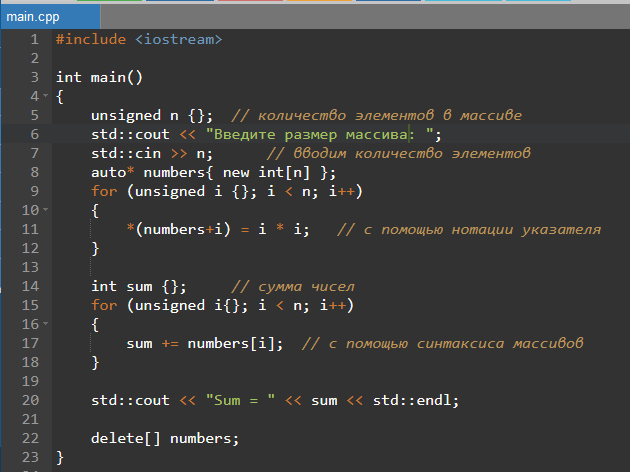 main.cpp
1 #include <iostream>
2
3 int main()
4 {
5     unsigned n {};  // количество элементов в массиве
6     std::cout << "Введите размер массива: ";
7     std::cin >> n;      // вводим количество элементов
8     auto* numbers{ new int[n] };
9     for (unsigned i {}; i < n; i++)
10     {
11         *(numbers+i) = i * i;   // с помощью нотации указателя
12     }
13
14     int sum {};     // сумма чисел
15     for (unsigned i{}; i < n; i++)
16     {
17         sum += numbers[i];  // с помощью синтаксиса массивов
18     }
19
20     std::cout << "Sum = " << sum << std::endl;
21
22     delete[] numbers;
23 }